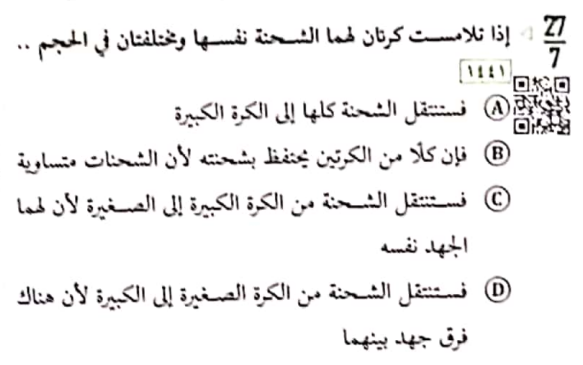 27/7 إذا تلامست كرتان لهما الشحنة نفسها ومختلفتان في الحجم ..
١٤٤١
A فستنتقل الشحنة كلها إلى الكرة الكبيرة
B فإن كلًا من الكرتين يحتفظ بشحنته لأن الشحنات متساوية
C فستنتقل الشحنة من الكرة الكبيرة إلى الصغيرة لأن لهما
الجهد نفسه
D فستنتقل الشحنة من الكرة الصغيرة إلى الكبيرة لأن هناك
فرق جهد بينهما